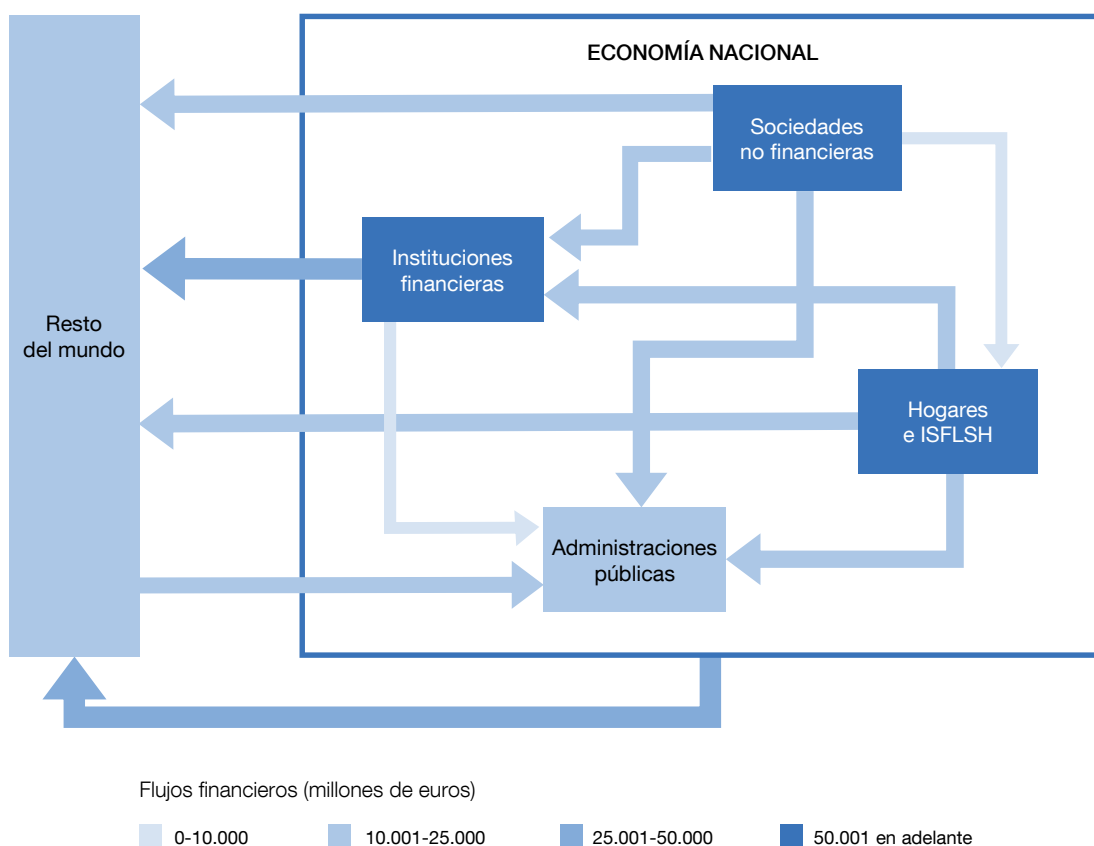 ECONOMÍA NACIONAL
Sociedades
no financieras
Instituciones
financieras
Resto
del mundo
Hogares
e ISFLSH
Administraciones
públicas
Flujos financieros (millones de euros)
0-10.000
10.001-25.000
25.001-50.000
50.001 en adelante